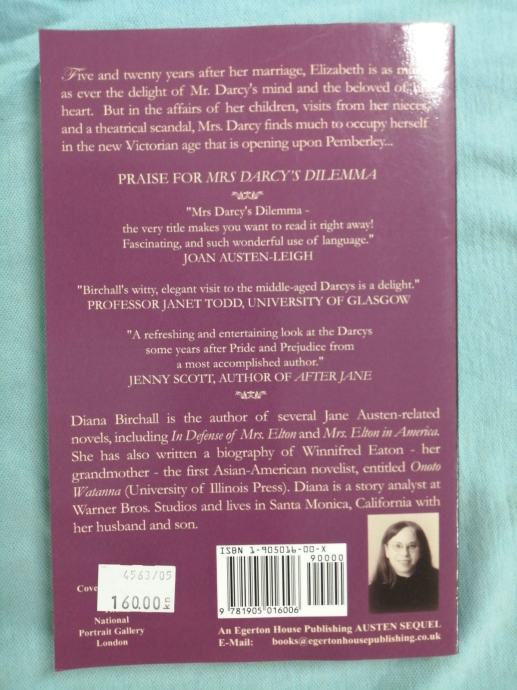 Five and twenty years after her marriage, Elizabeth is as much
as ever the delight of Mr. Darcy's mind and the beloved of his
heart. But in the affairs of her children, visits from her nieces,
and a theatrical scandal, Mrs. Darcy finds much to occupy herself
in the new Victorian age that is opening upon Pemberley...
PRAISE FOR MRS DARCY'S DILEMMA
"Mrs Darcy's Dilemma -
the very title makes you want to read it right away!
Fascinating, and such wonderful use of language."
JOAN AUSTEN-LEIGH
"Birchall's witty, elegant visit to the middle-aged Darcys is a delight."
PROFESSOR JANET TODD, UNIVERSITY OF GLASGOW
"A refreshing and entertaining look at the Darcys
some years after Pride and Prejudice from
a most accomplished author."
JENNY SCOTT, AUTHOR OF AFTER JANE
Diana Birchall is the author of several Jane Austen-related
novels, including In Defense of Mrs. Elton and Mrs. Elton in America.
She has also written a biography of Winnifred Eaton - her
grandmother - the first Asian-American novelist, entitled Onoto
Watanna (University of Illinois Press). Diana is a story analyst at
Warner Bros. Studios and lives in Santa Monica, California with
her husband and son.
ISBN 1-905016-00-X
90000
9 781905 016006
4563/05
160.00 kn
Cove
National
Portrait Gallery
London
An Egerton House Publishing AUSTEN SEQUEL
E-Mail: books@egertonhousepublishing.co.uk